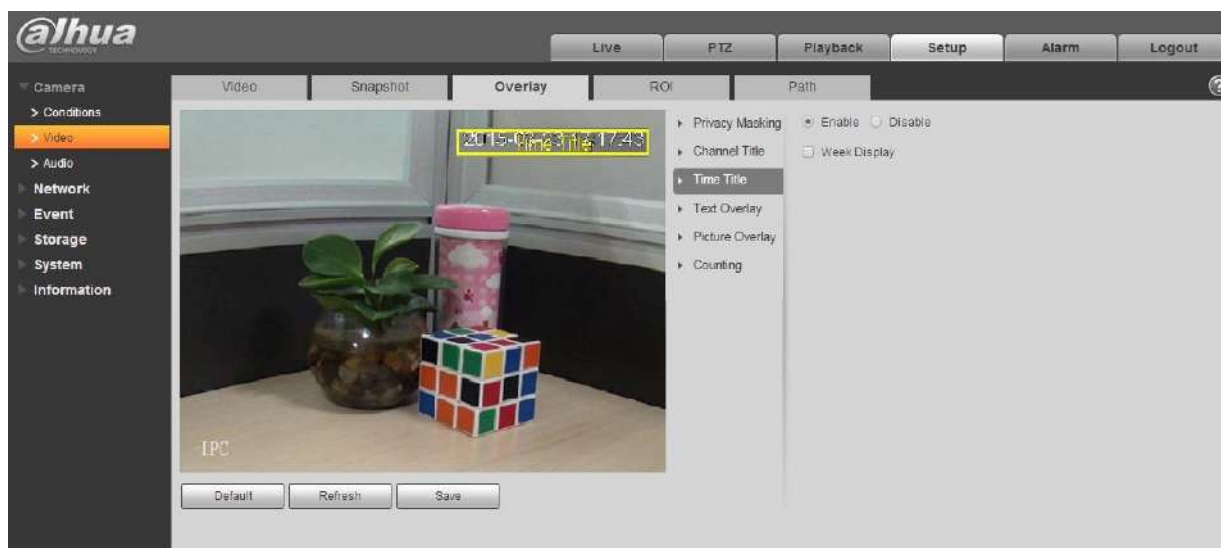 alhua
TECHNOLOGY
Live
PTZ
Playback
Setup
Alarm
Logout
Camera
> Conditions
> Video
> Audio
Network
Event
Storage
System
Information
Video
Snapshot
Overlay
ROI
Path
?
17:43
IPC
Default
Refresh
Save
Privacy Masking
Channel Title
Time Title
Text Overlay
Picture Overlay
Counting
Enable
Disable
Week Display